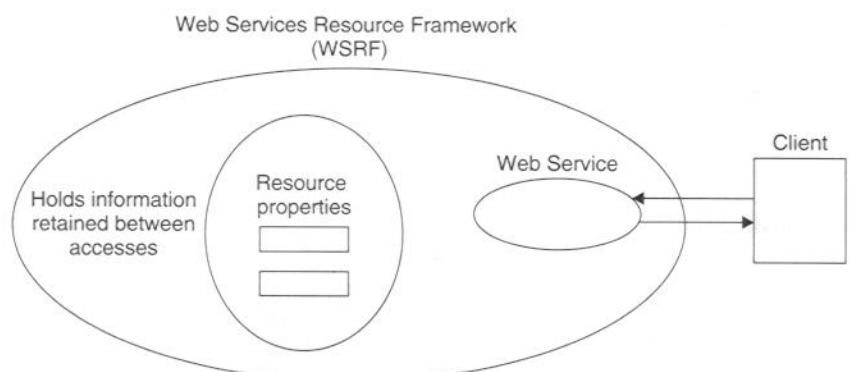 Web Services Resource Framework
(WSRF)
Client
Web Service
Resource
properties
Holds information
retained between
accesses